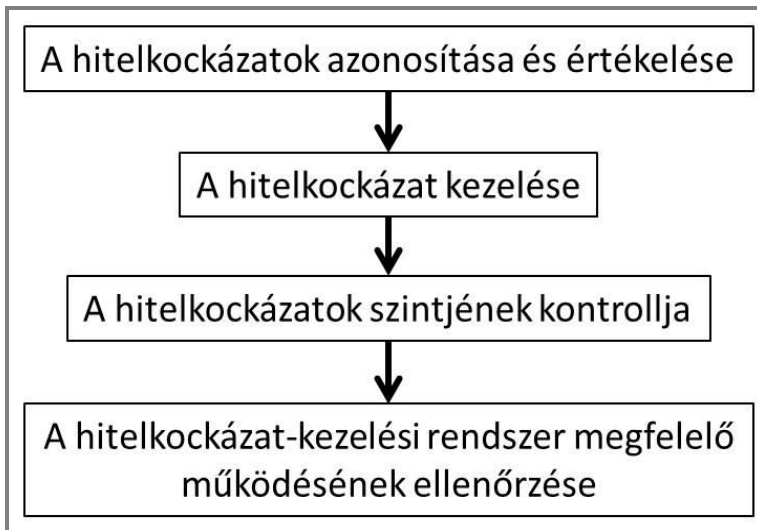 A hitelkockázatok azonosítása és értékelése
A hitelkockázat kezelése
A hitelkockázatok szintjének kontrollja
A hitelkockázat-kezelési rendszer megfelelő
működésének ellenőrzése